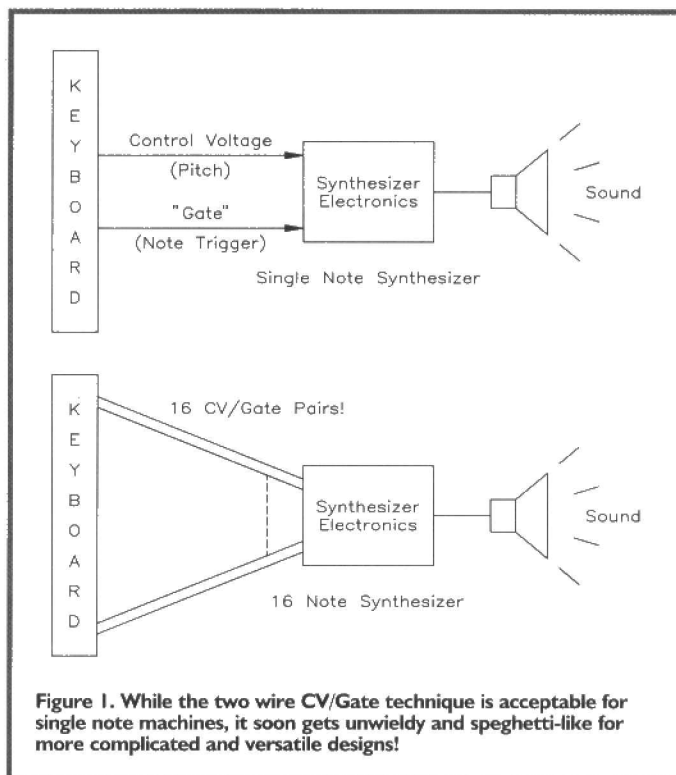 KEYBOARD
Control Voltage
(Pitch)
"Gate"
(Note Trigger)
Synthesizer
Electronics
Sound
Single Note Synthesizer
KEYBOARD
16 CV/Gate Pairs!
Synthesizer
Electronics
Sound
16 Note Synthesizer
Figure 1. While the two wire CV/Gate technique is acceptable for
single note machines, it soon gets unwieldy and speghetti-like for
more complicated and versatile designs!